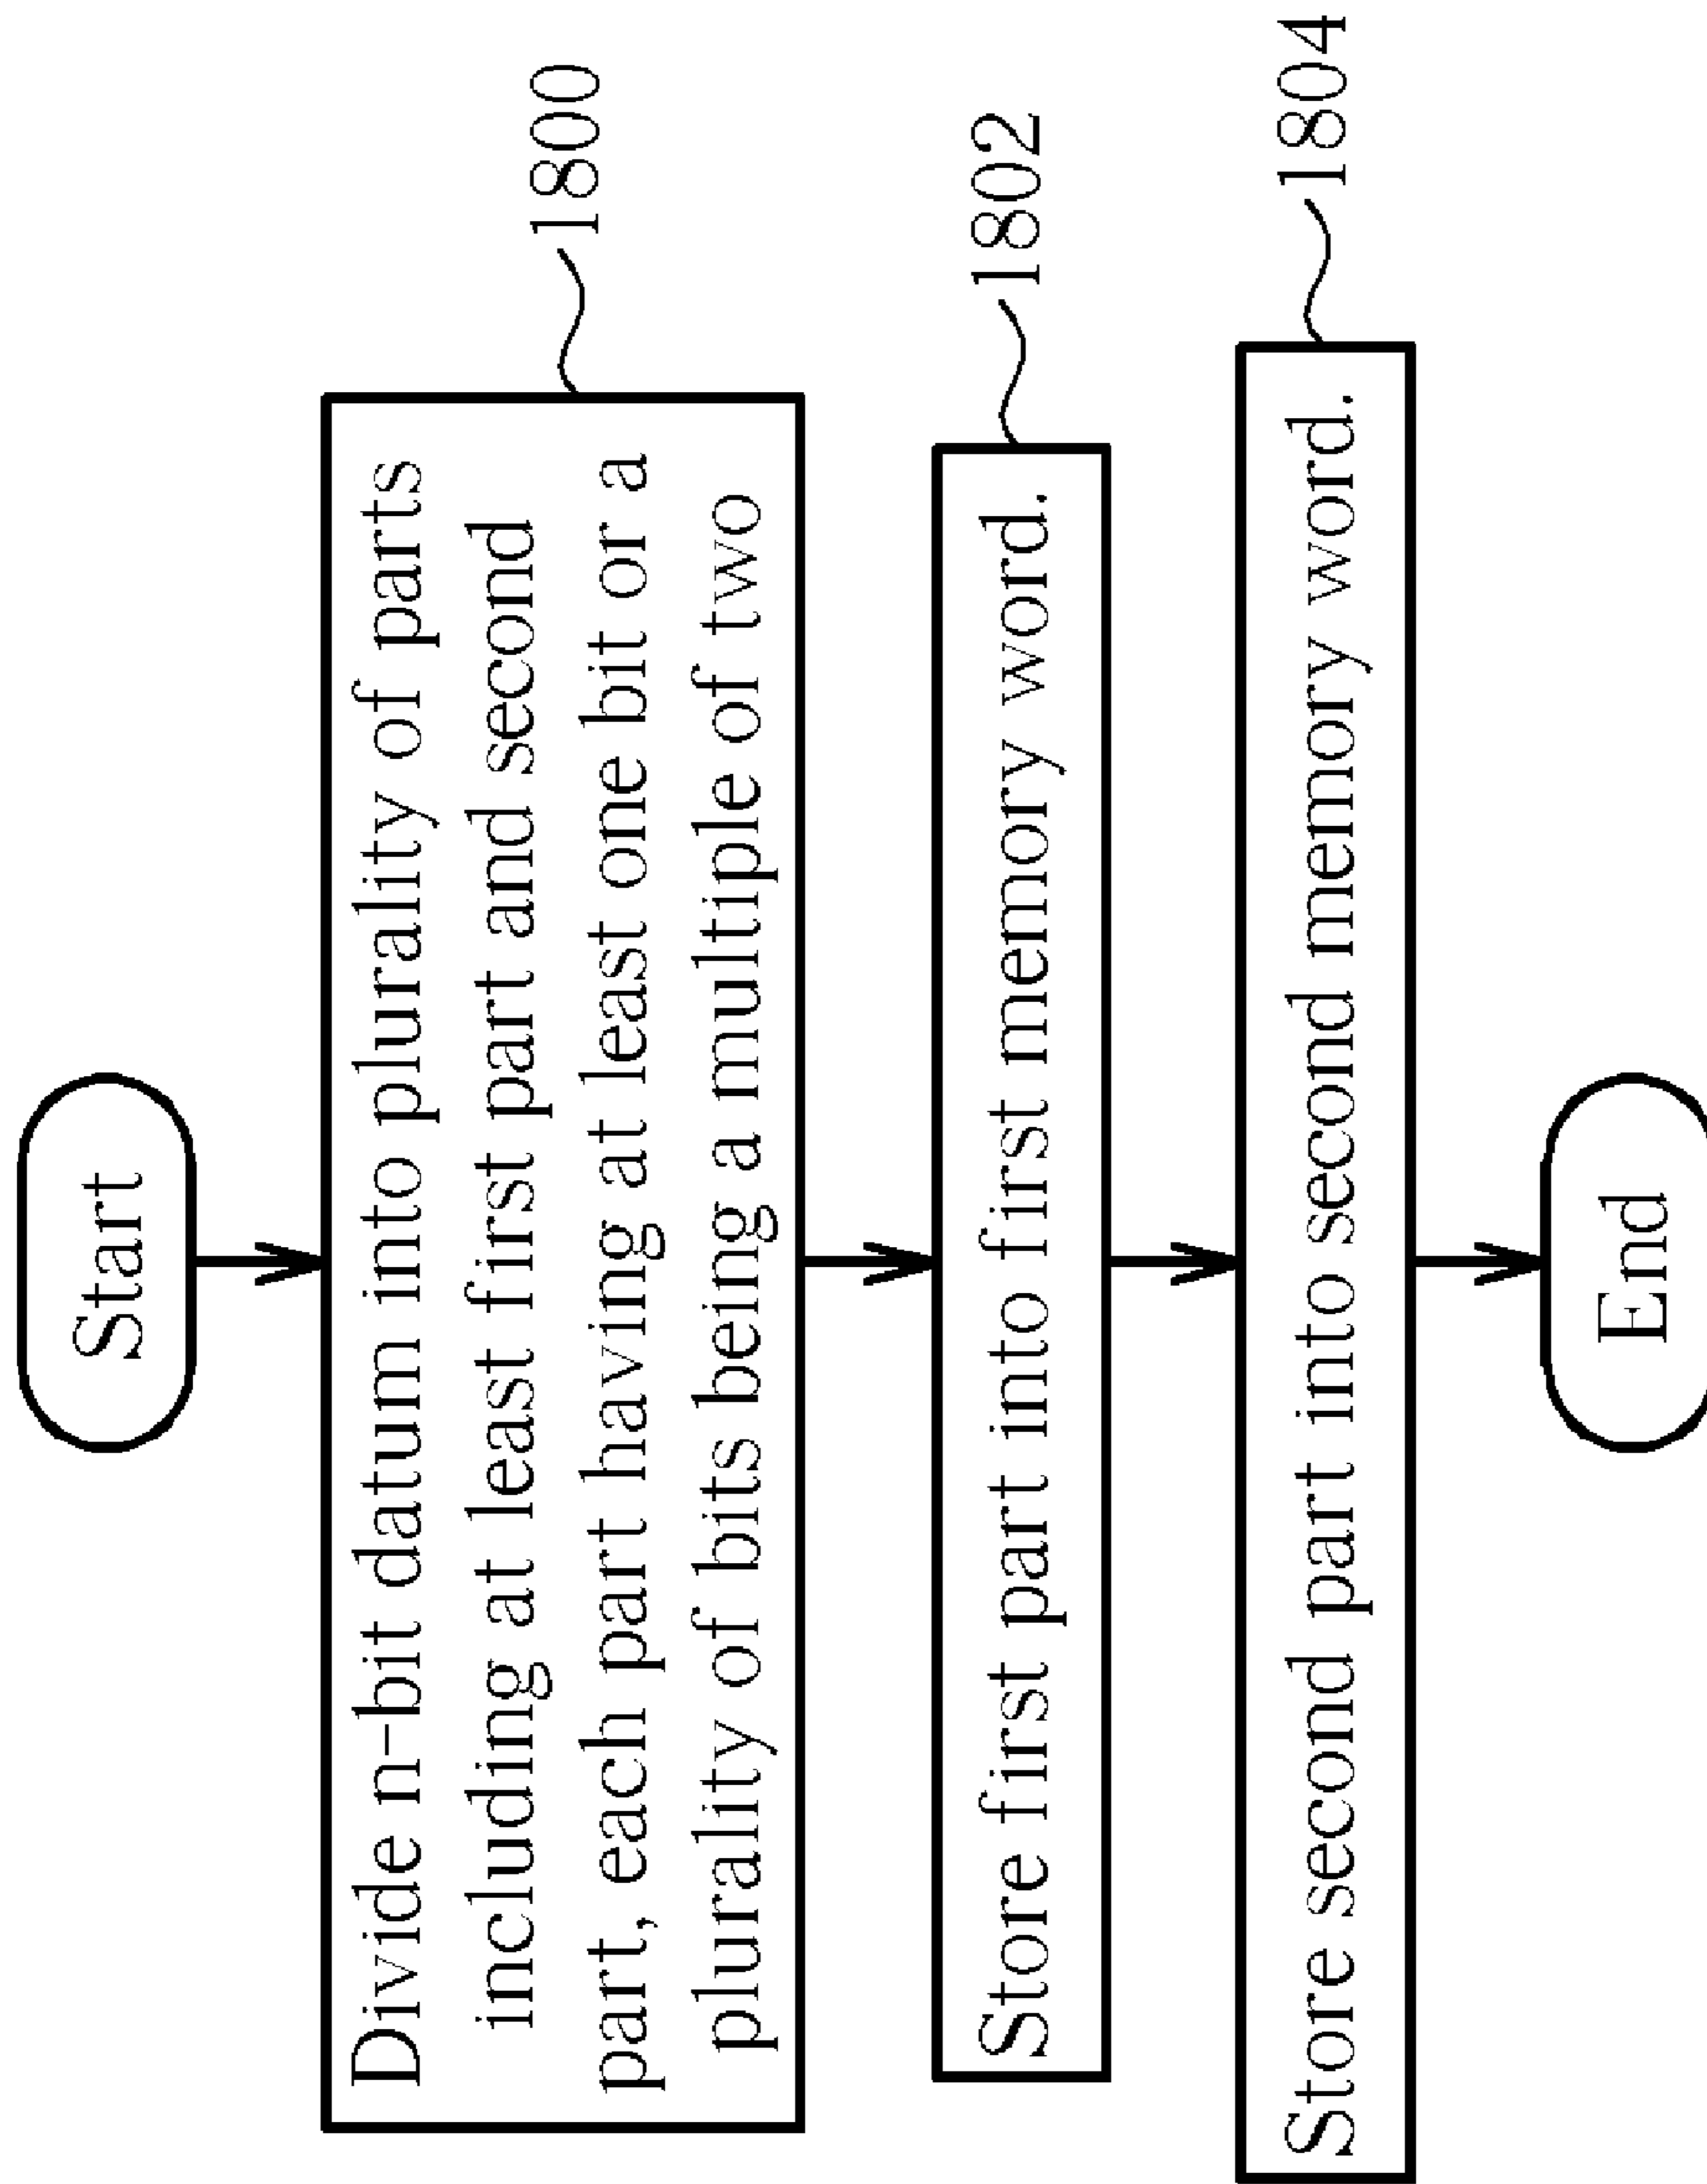 Start
Divide n-bit datum into plurality of parts
including at least first part and second
part, each part having at least one bit or a
plurality of bits being a multiple of two
1800
Store first part into first memory word.
1802
Store second part into second memory word.
1804
End